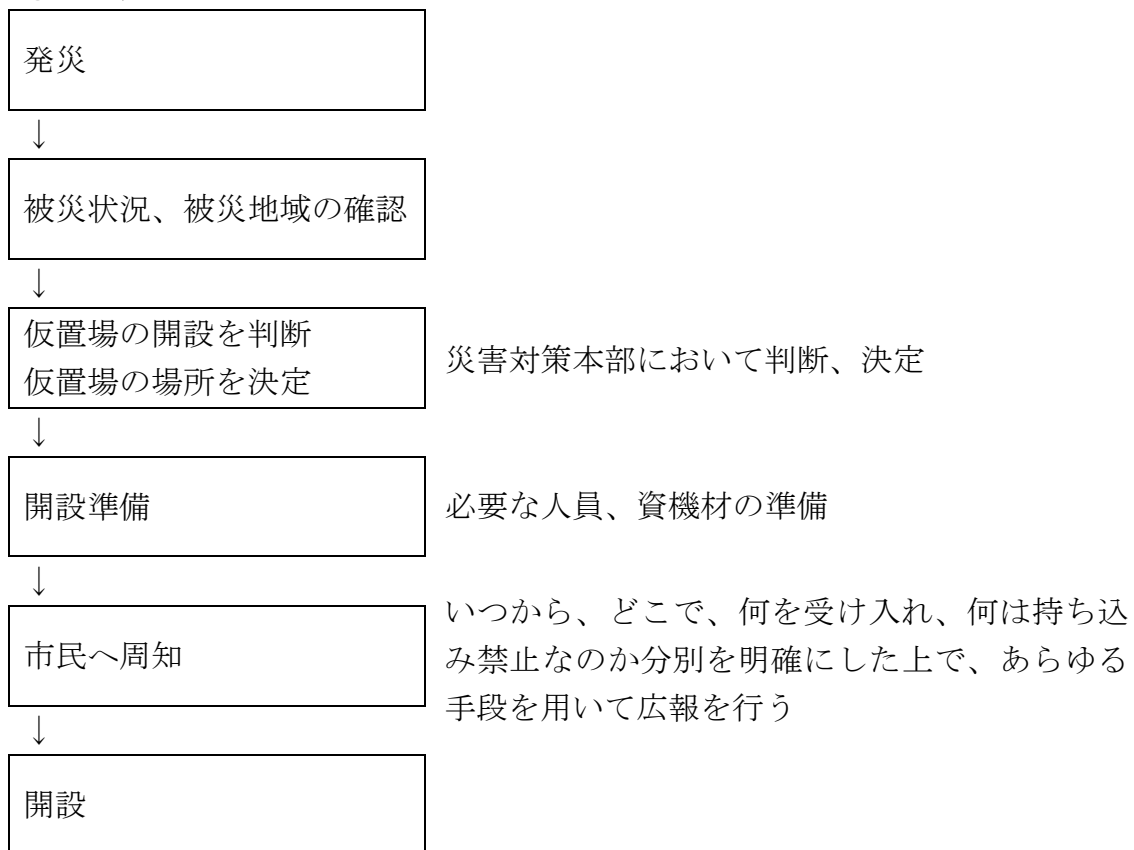 発災
↓
被災状況、被災地域の確認
↓
仮置場の開設を判断
仮置場の場所を決定
災害対策本部において判断、決定
↓
開設準備
必要な人員、資機材の準備
↓
市民へ周知
いつから、どこで、何を受け入れ、何は持ち込
み禁止なのか分別を明確にした上で、あらゆる
手段を用いて広報を行う
↓
開設